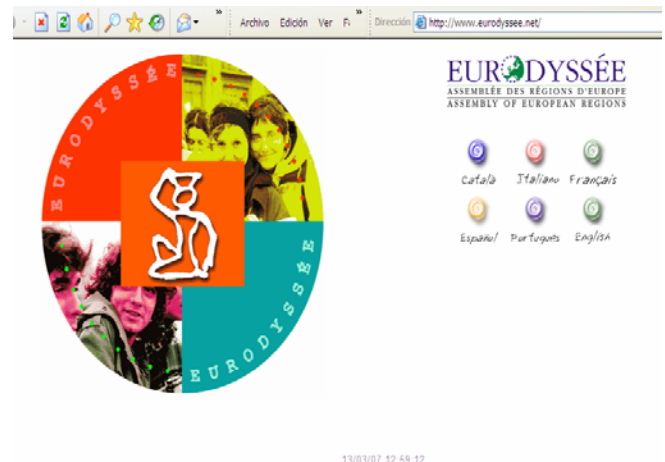 Archivo Edición Ver
Dirección http://www.eurodyssee.net/
EURODYSSÉE
EURODYSSÉE
ASSEMBLÉE DES RÉGIONS D'EUROPE
ASSEMBLY OF EUROPEAN REGIONS
Català Italiano Français
Español Portugues English
EURODYSSÉE
13/03/07 12:59:12